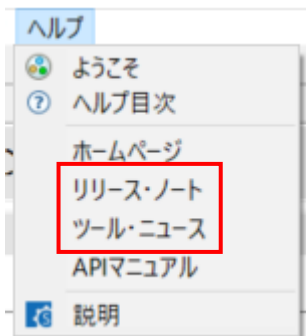 ヘルプ
ようこそ
ヘルプ目次
ホームページ
リリース・ノート
ツール・ニュース
APIマニュアル
説明